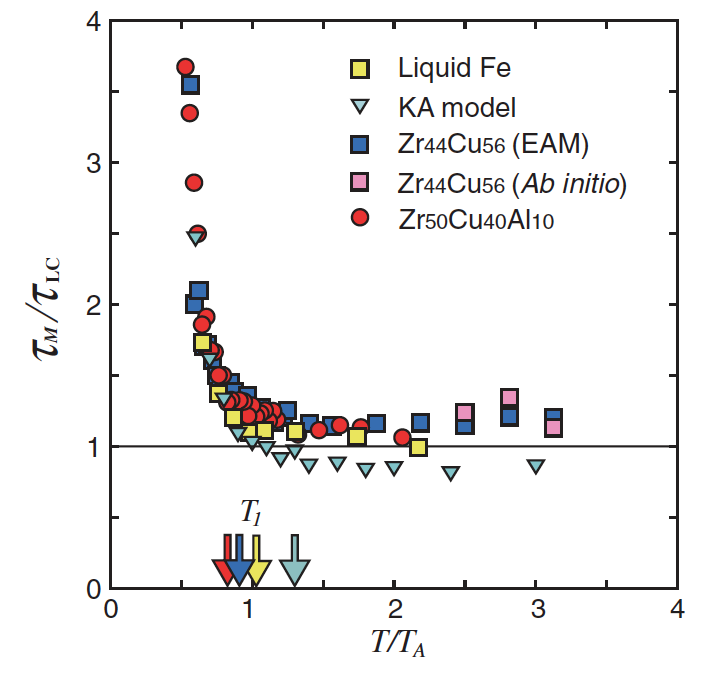 4
3
2
1
0
τM/τLC
Liquid Fe
KA model
Zr44Cu56 (EAM)
Zr44Cu56 (Ab initio)
Zr50Cu40Al10
T1
0 1 2 3 4
T/TA